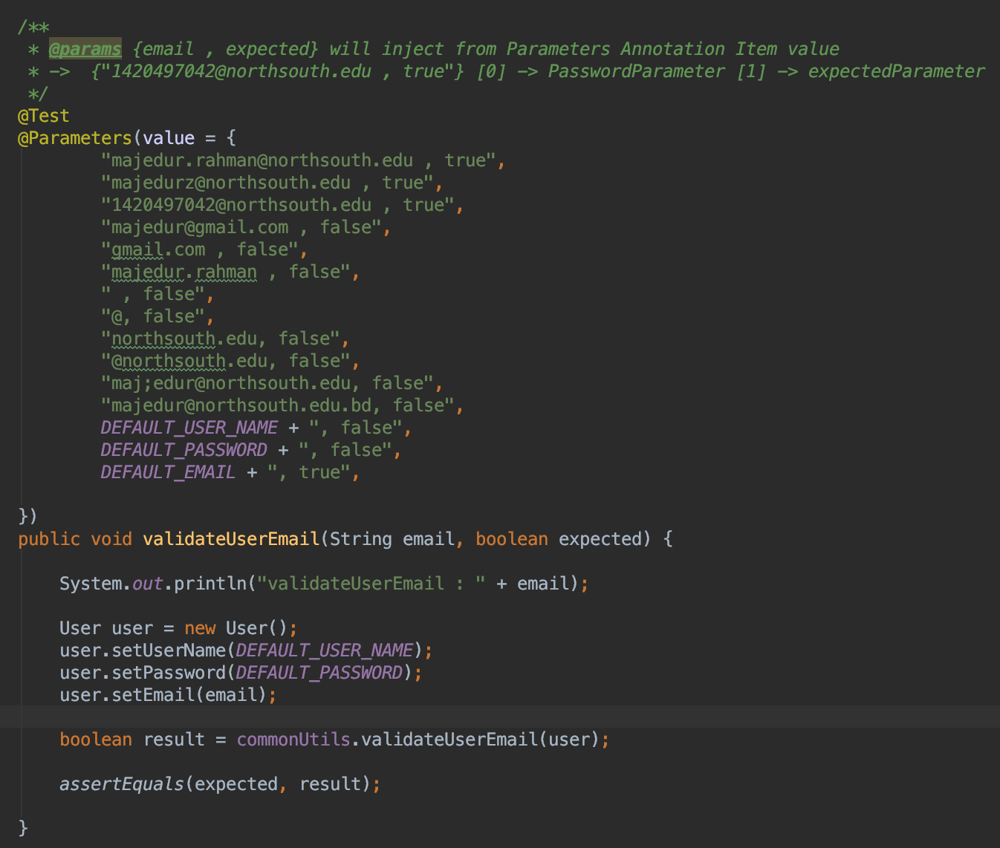 /**
 * @params {email , expected} will inject from Parameters Annotation Item value
 * ->  {"1420497042@northsouth.edu , true"} [0] -> PasswordParameter [1] -> expectedParameter
 */
@Test
@Parameters(value = {
        "majedur.rahman@northsouth.edu , true",
        "majedurz@northsouth.edu , true",
        "1420497042@northsouth.edu , true",
        "majedur@gmail.com , false",
        "gmail.com , false",
        "majedur.rahman , false",
        " , false",
        "@, false",
        "northsouth.edu, false",
        "@northsouth.edu, false",
        "maj;edur@northsouth.edu, false",
        "majedur@northsouth.edu.bd, false",
        DEFAULT_USER_NAME + ", false",
        DEFAULT_PASSWORD + ", false",
        DEFAULT_EMAIL + ", true",
})
public void validateUserEmail(String email, boolean expected) {
    System.out.println("validateUserEmail : " + email);
    User user = new User();
    user.setUserName(DEFAULT_USER_NAME);
    user.setPassword(DEFAULT_PASSWORD);
    user.setEmail(email);
    boolean result = commonUtils.validateUserEmail(user);
    assertEquals(expected, result);
}